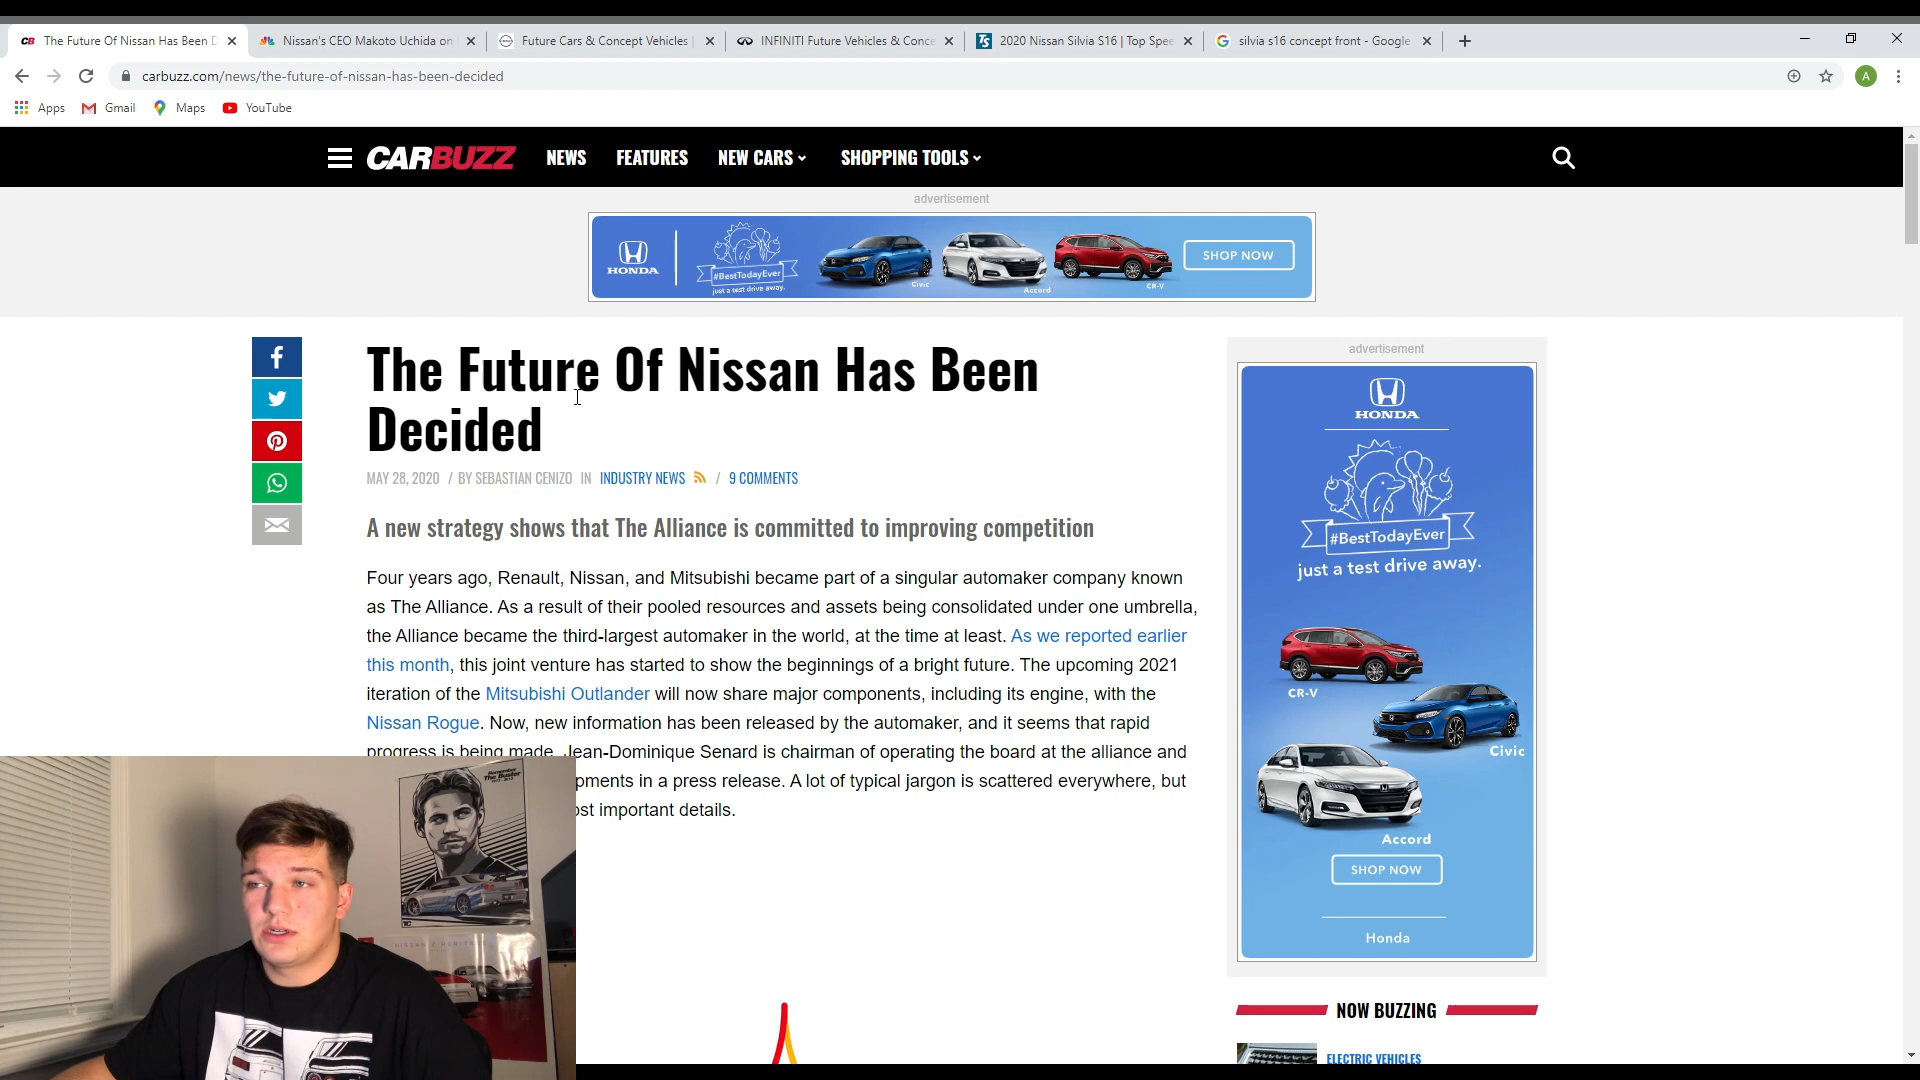 The Future Of Nissan Has Been D
Nissan's CEO Makoto Uchida on
Future Cars & Concept Vehicles |
INFINITI Future Vehicles & Conce
TS
2020 Nissan Silvia S16 | Top Spee
silvia s16 concept front - Google
carbuzz.com/news/the-future-of-nissan-has-been-decided
A
Apps
Gmail
Maps
YouTube
CARBUZZ
NEWS
FEATURES
NEW CARS
SHOPPING TOOLS
advertisement
HONDA
#BestTodayEver
just a test drive away.
Civic
Accord
CR-V
SHOP NOW
The Future Of Nissan Has Been
Decided
MAY 28, 2020 / BY SEBASTIAN CENIZO IN INDUSTRY NEWS / 9 COMMENTS
A new strategy shows that The Alliance is committed to improving competition
Four years ago, Renault, Nissan, and Mitsubishi became part of a singular automaker company known
as The Alliance. As a result of their pooled resources and assets being consolidated under one umbrella,
the Alliance became the third-largest automaker in the world, at the time at least. As we reported earlier
this month, this joint venture has started to show the beginnings of a bright future. The upcoming 2021
iteration of the Mitsubishi Outlander will now share major components, including its engine, with the
Nissan Rogue. Now, new information has been released by the automaker, and it seems that rapid
progress is being made. Jean-Dominique Senard is chairman of operating the board at the alliance and
pments in a press release. A lot of typical jargon is scattered everywhere, but
ost important details.
advertisement
HONDA
#BestTodayEver
just a test drive away.
CR-V
Civic
Accord
SHOP NOW
Honda
NOW BUZZING
ELECTRIC VEHICLES
Remember
The Buster
NISSAN Z HERITAGE